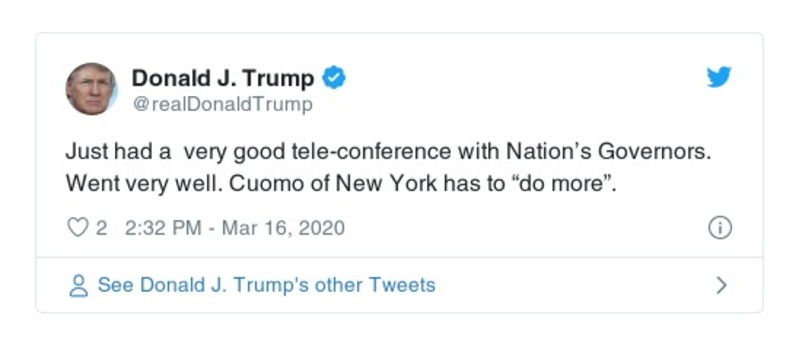 Donald J. Trump
@realDonaldTrump
Just had a  very good tele-conference with Nation’s Governors.
Went very well. Cuomo of New York has to “do more”.
2 2:32 PM - Mar 16, 2020
See Donald J. Trump's other Tweets